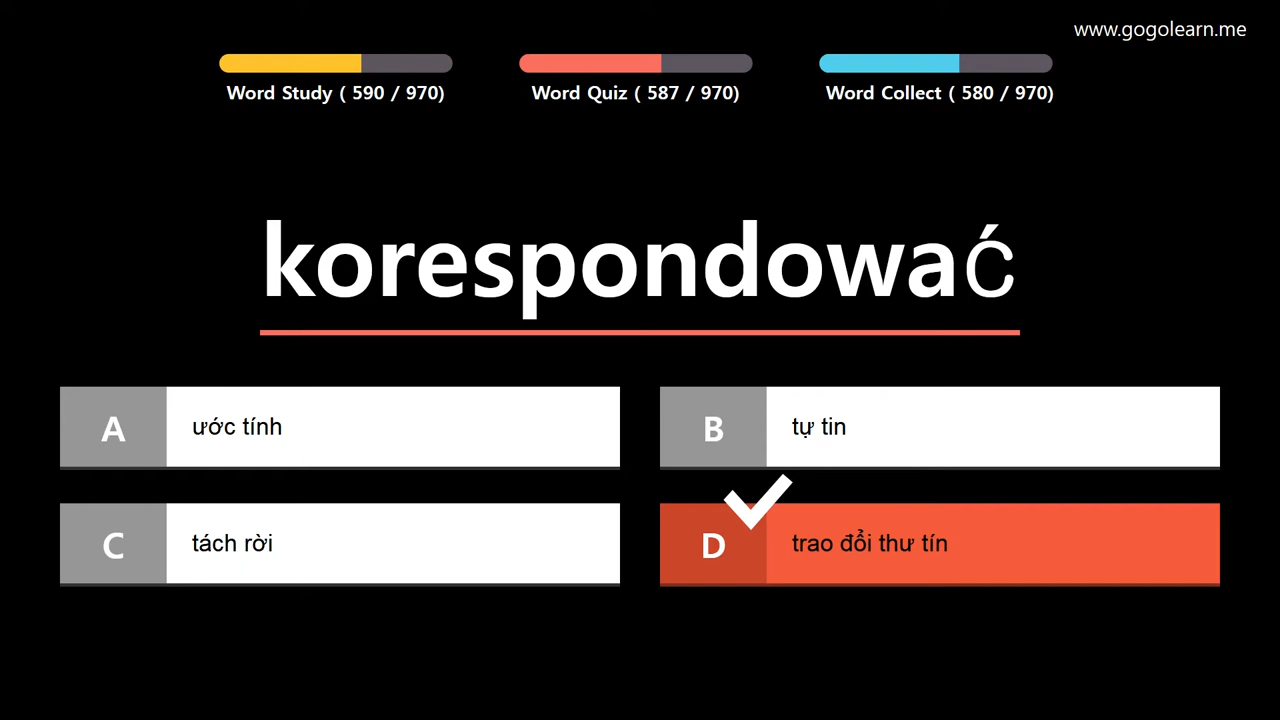 www.gogolearn.me
Word Study ( 590 / 970)
Word Quiz ( 587 / 970)
Word Collect ( 580 / 970)
korespondować
A
ước tính
B
tự tin
C
tách rời
D
trao đổi thư tín